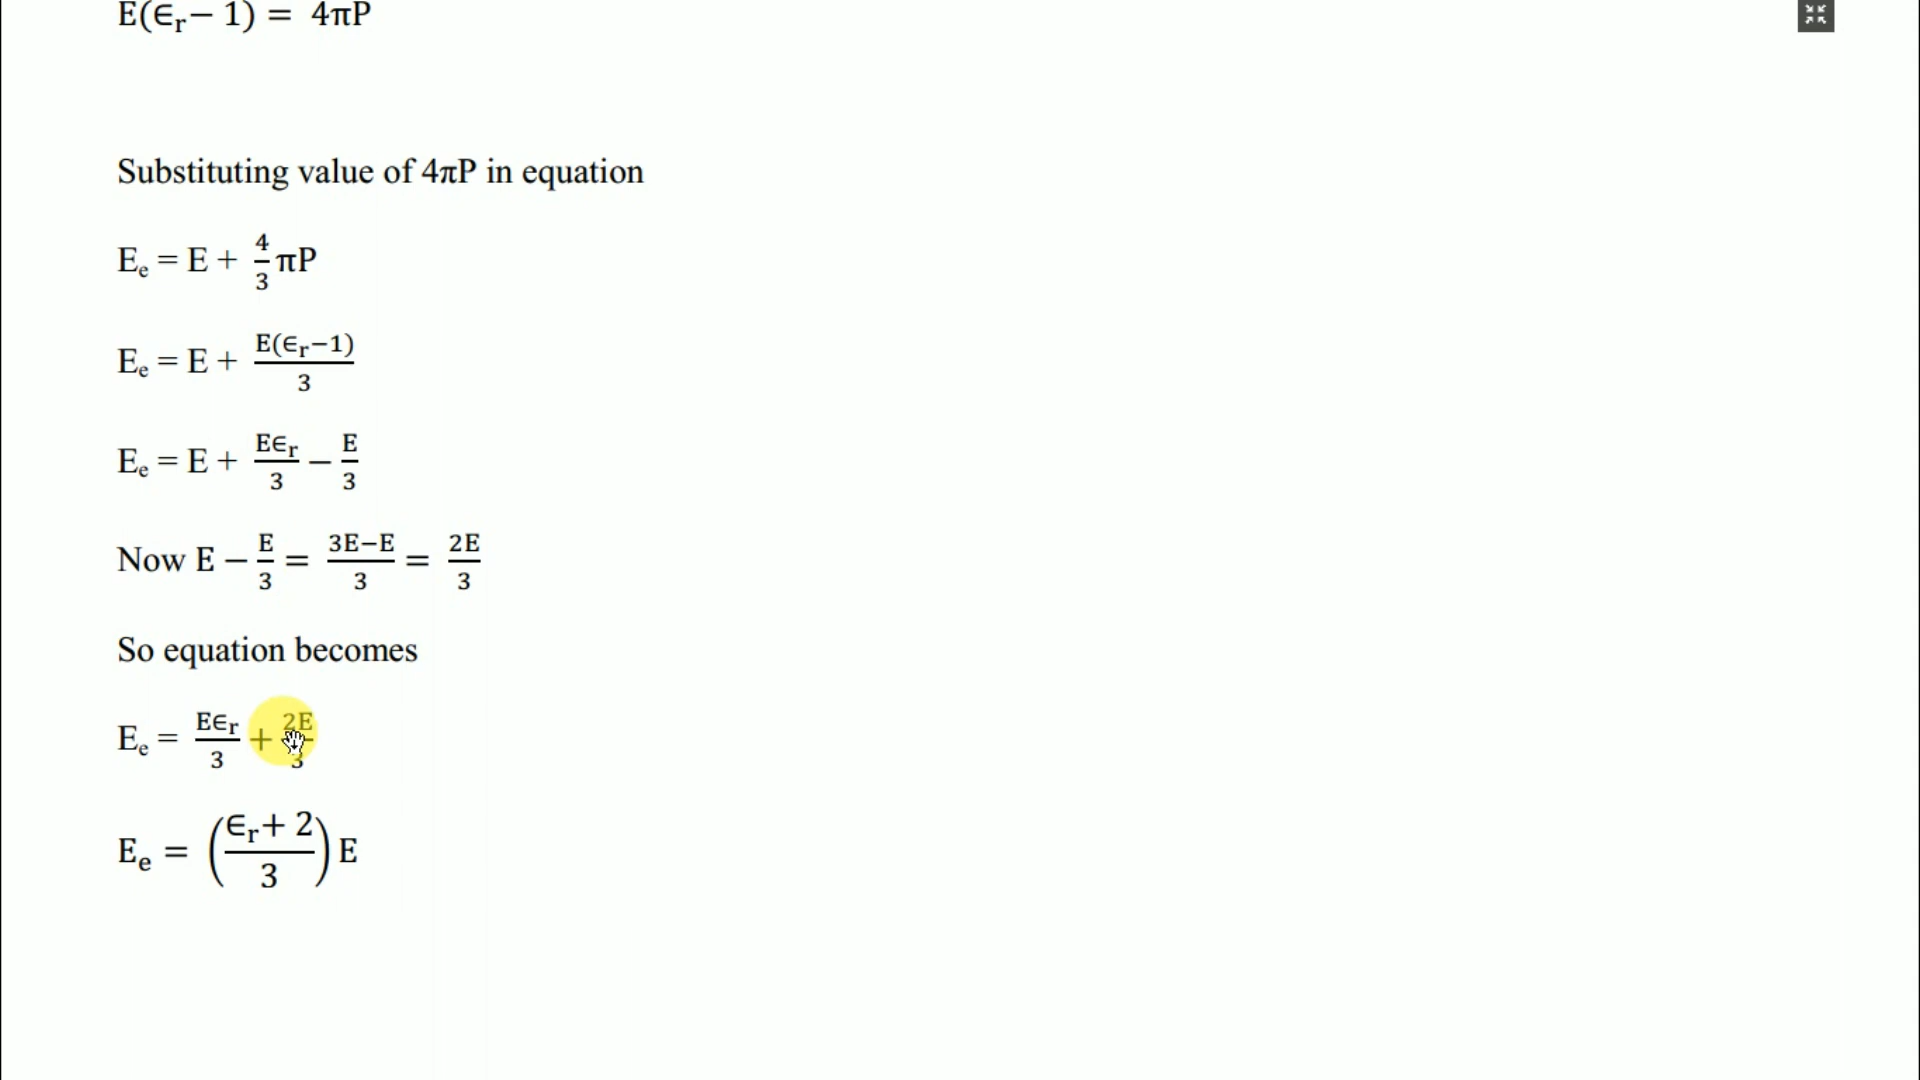 E(∈r− 1) = 4πP
Substituting value of 4πP in equation
Ee = E + 4/3 πP
Ee = E + E(∈r−1)/3
Ee = E + E∈r/3 − E/3
Now E − E/3 = 3E−E/3 = 2E/3
So equation becomes
Ee = E∈r/3 + 2E/3
Ee = (∈r+ 2/3) E